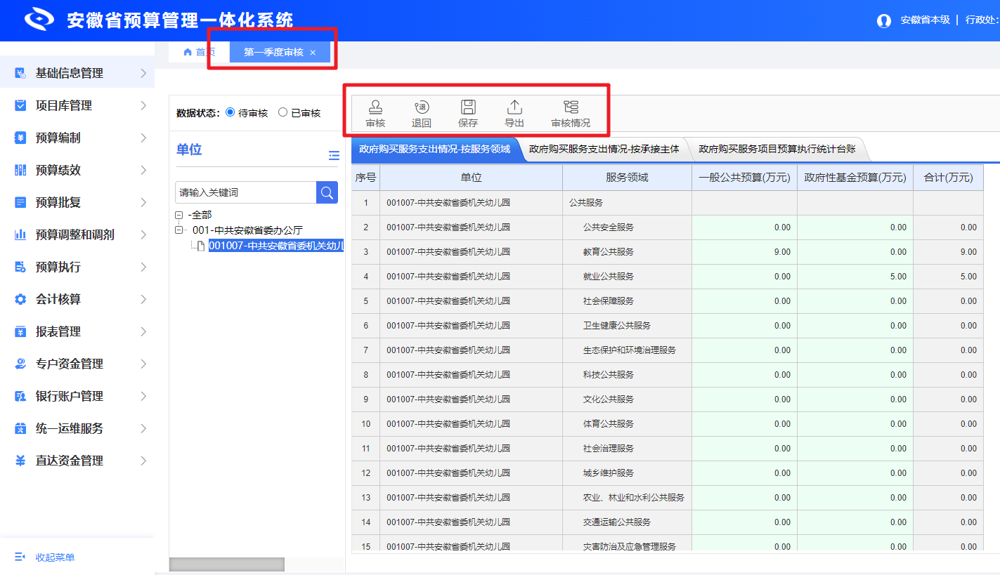 安徽省预算管理一体化系统
安徽省本级 | 行政处:
首页
第一季度审核 ×
基础信息管理
项目库管理
预算编制
预算绩效
预算批复
预算调整和调剂
预算执行
会计核算
报表管理
专户资金管理
银行账户管理
统一运维服务
直达资金管理
收起菜单
数据状态: 待审核 已审核
单位
请输入关键词
-全部
001-中共安徽省委办公厅
001007-中共安徽省委机关幼儿
审核 退回 保存 导出 审核情况
政府购买服务支出情况-按服务领域 政府购买服务支出情况-按承接主体 政府购买服务项目预算执行统计台账
序号 单位 服务领域 一般公共预算(万元) 政府性基金预算(万元) 合计(万元)
1 001007-中共安徽省委机关幼儿园 公共服务
2 001007-中共安徽省委机关幼儿园 公共安全服务 0.00 0.00 0.00
3 001007-中共安徽省委机关幼儿园 教育公共服务 9.00 0.00 9.00
4 001007-中共安徽省委机关幼儿园 就业公共服务 0.00 5.00 5.00
5 001007-中共安徽省委机关幼儿园 社会保障服务 0.00 0.00 0.00
6 001007-中共安徽省委机关幼儿园 卫生健康公共服务 0.00 0.00 0.00
7 001007-中共安徽省委机关幼儿园 生态保护和环境治理服务 0.00 0.00 0.00
8 001007-中共安徽省委机关幼儿园 科技公共服务 0.00 0.00 0.00
9 001007-中共安徽省委机关幼儿园 文化公共服务 0.00 0.00 0.00
10 001007-中共安徽省委机关幼儿园 体育公共服务 0.00 0.00 0.00
11 001007-中共安徽省委机关幼儿园 社会治理服务 0.00 0.00 0.00
12 001007-中共安徽省委机关幼儿园 城乡维护服务 0.00 0.00 0.00
13 001007-中共安徽省委机关幼儿园 农业、林业和水利公共服务 0.00 0.00 0.00
14 001007-中共安徽省委机关幼儿园 交通运输公共服务 0.00 0.00 0.00
15 001007-中共安徽省委机关幼儿园 灾害防治及应急管理服务 0.00 0.00 0.00